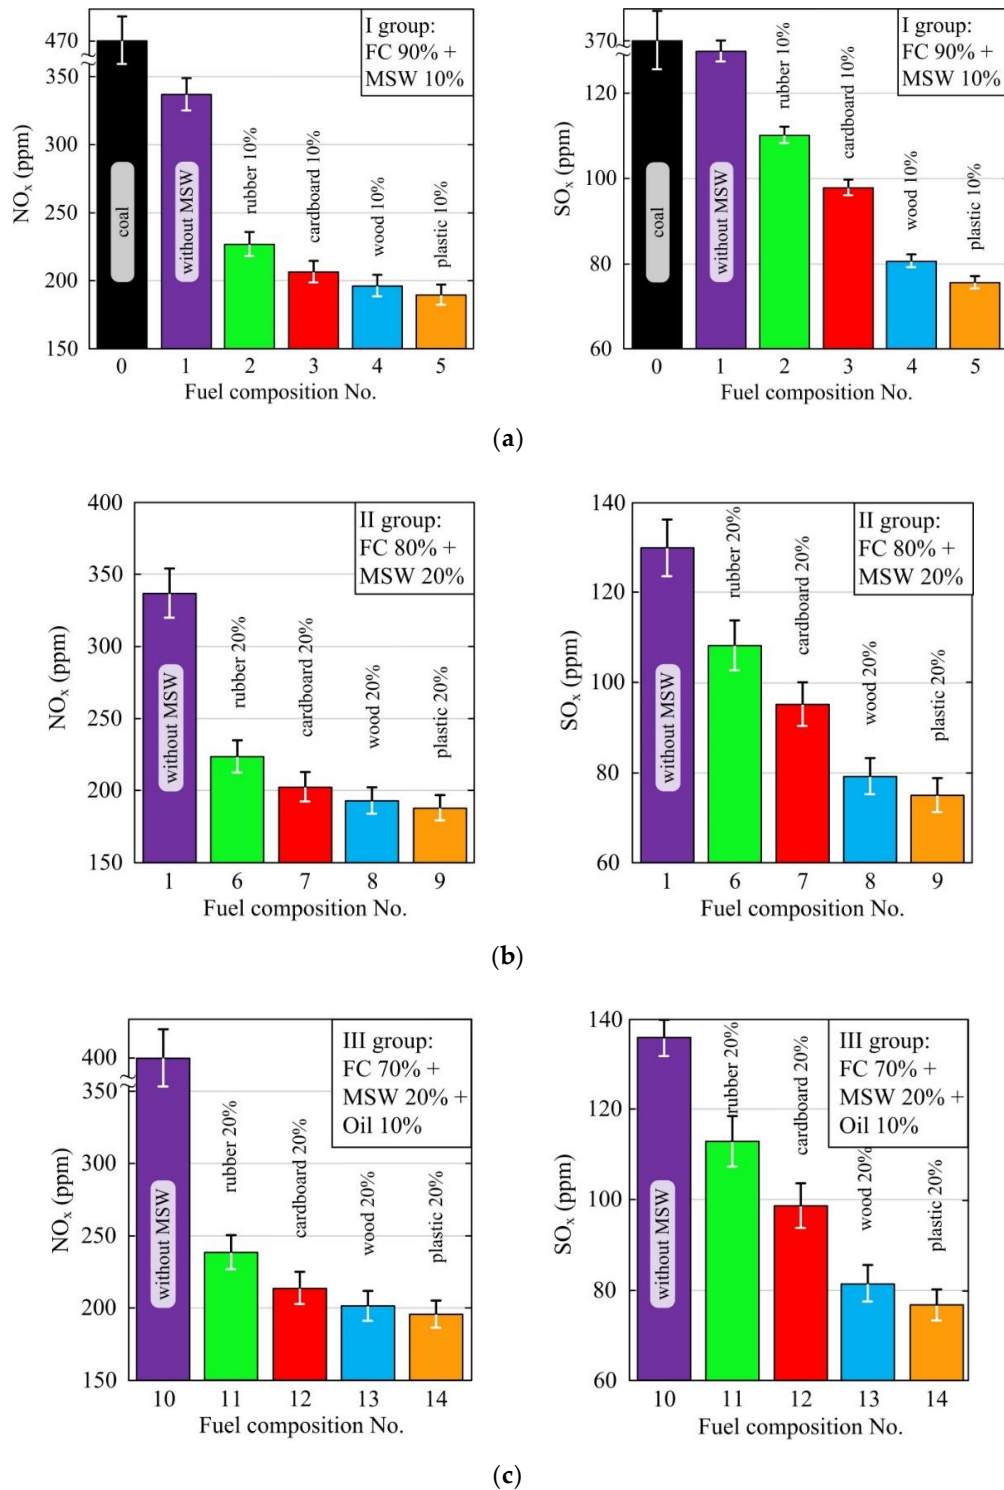 470
350
300
250
200
150
NOx (ppm)
coal
without MSW
rubber 10%
cardboard 10%
wood 10%
plastic 10%
I group:
FC 90% +
MSW 10%
0 1 2 3 4 5
Fuel composition No.
370
120
100
80
60
SOx (ppm)
coal
without MSW
rubber 10%
cardboard 10%
wood 10%
plastic 10%
I group:
FC 90% +
MSW 10%
0 1 2 3 4 5
Fuel composition No.
(a)
400
350
300
250
200
150
NOx (ppm)
without MSW
rubber 20%
cardboard 20%
wood 20%
plastic 20%
II group:
FC 80% +
MSW 20%
1 6 7 8 9
Fuel composition No.
140
120
100
80
60
SOx (ppm)
without MSW
rubber 20%
cardboard 20%
wood 20%
plastic 20%
II group:
FC 80% +
MSW 20%
1 6 7 8 9
Fuel composition No.
(b)
400
350
300
250
200
150
NOx (ppm)
without MSW
rubber 20%
cardboard 20%
wood 20%
plastic 20%
III group:
FC 70% +
MSW 20% +
Oil 10%
10 11 12 13 14
Fuel composition No.
140
120
100
80
60
SOx (ppm)
without MSW
rubber 20%
cardboard 20%
wood 20%
plastic 20%
III group:
FC 70% +
MSW 20% +
Oil 10%
10 11 12 13 14
Fuel composition No.
(c)